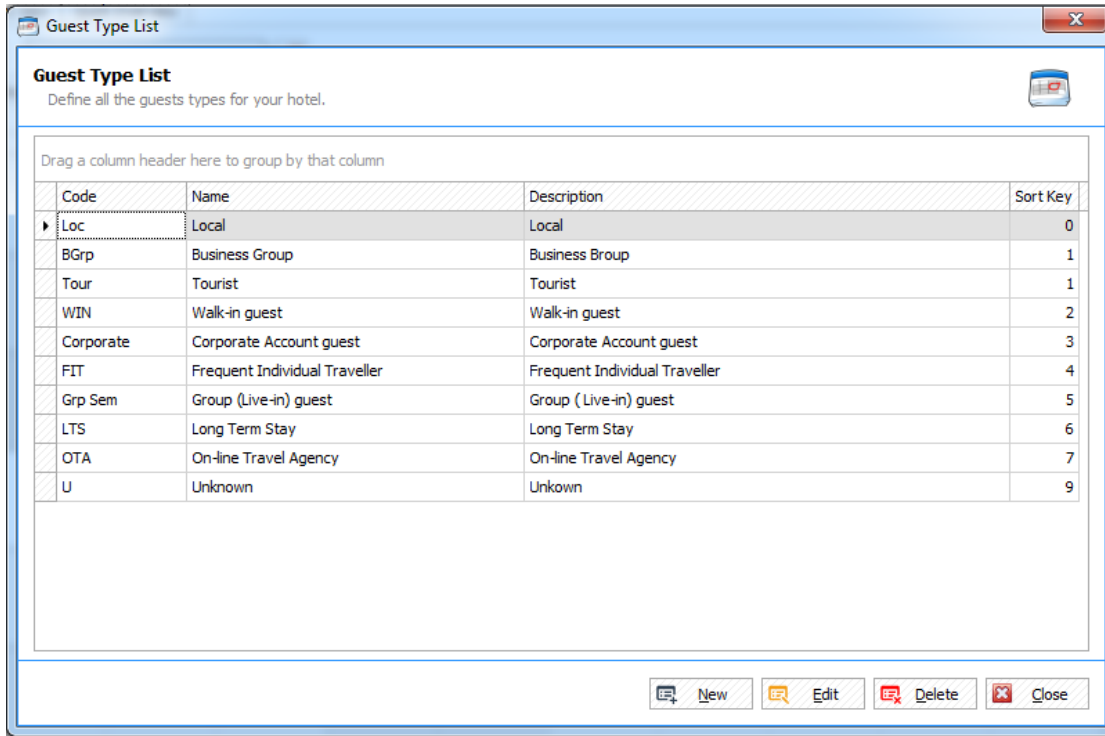 Guest Type List
Guest Type List
Define all the guests types for your hotel.
Drag a column header here to group by that column
Code Name Description Sort Key
Loc Local Local 0
BGrp Business Group Business Broup 1
Tour Tourist Tourist 1
WIN Walk-in guest Walk-in guest 2
Corporate Corporate Account guest Corporate Account guest 3
FIT Frequent Individual Traveller Frequent Individual Traveller 4
Grp Sem Group (Live-in) guest Group ( Live-in) guest 5
LTS Long Term Stay Long Term Stay 6
OTA On-line Travel Agency On-line Travel Agency 7
U Unknown Unkown 9
New Edit Delete Close